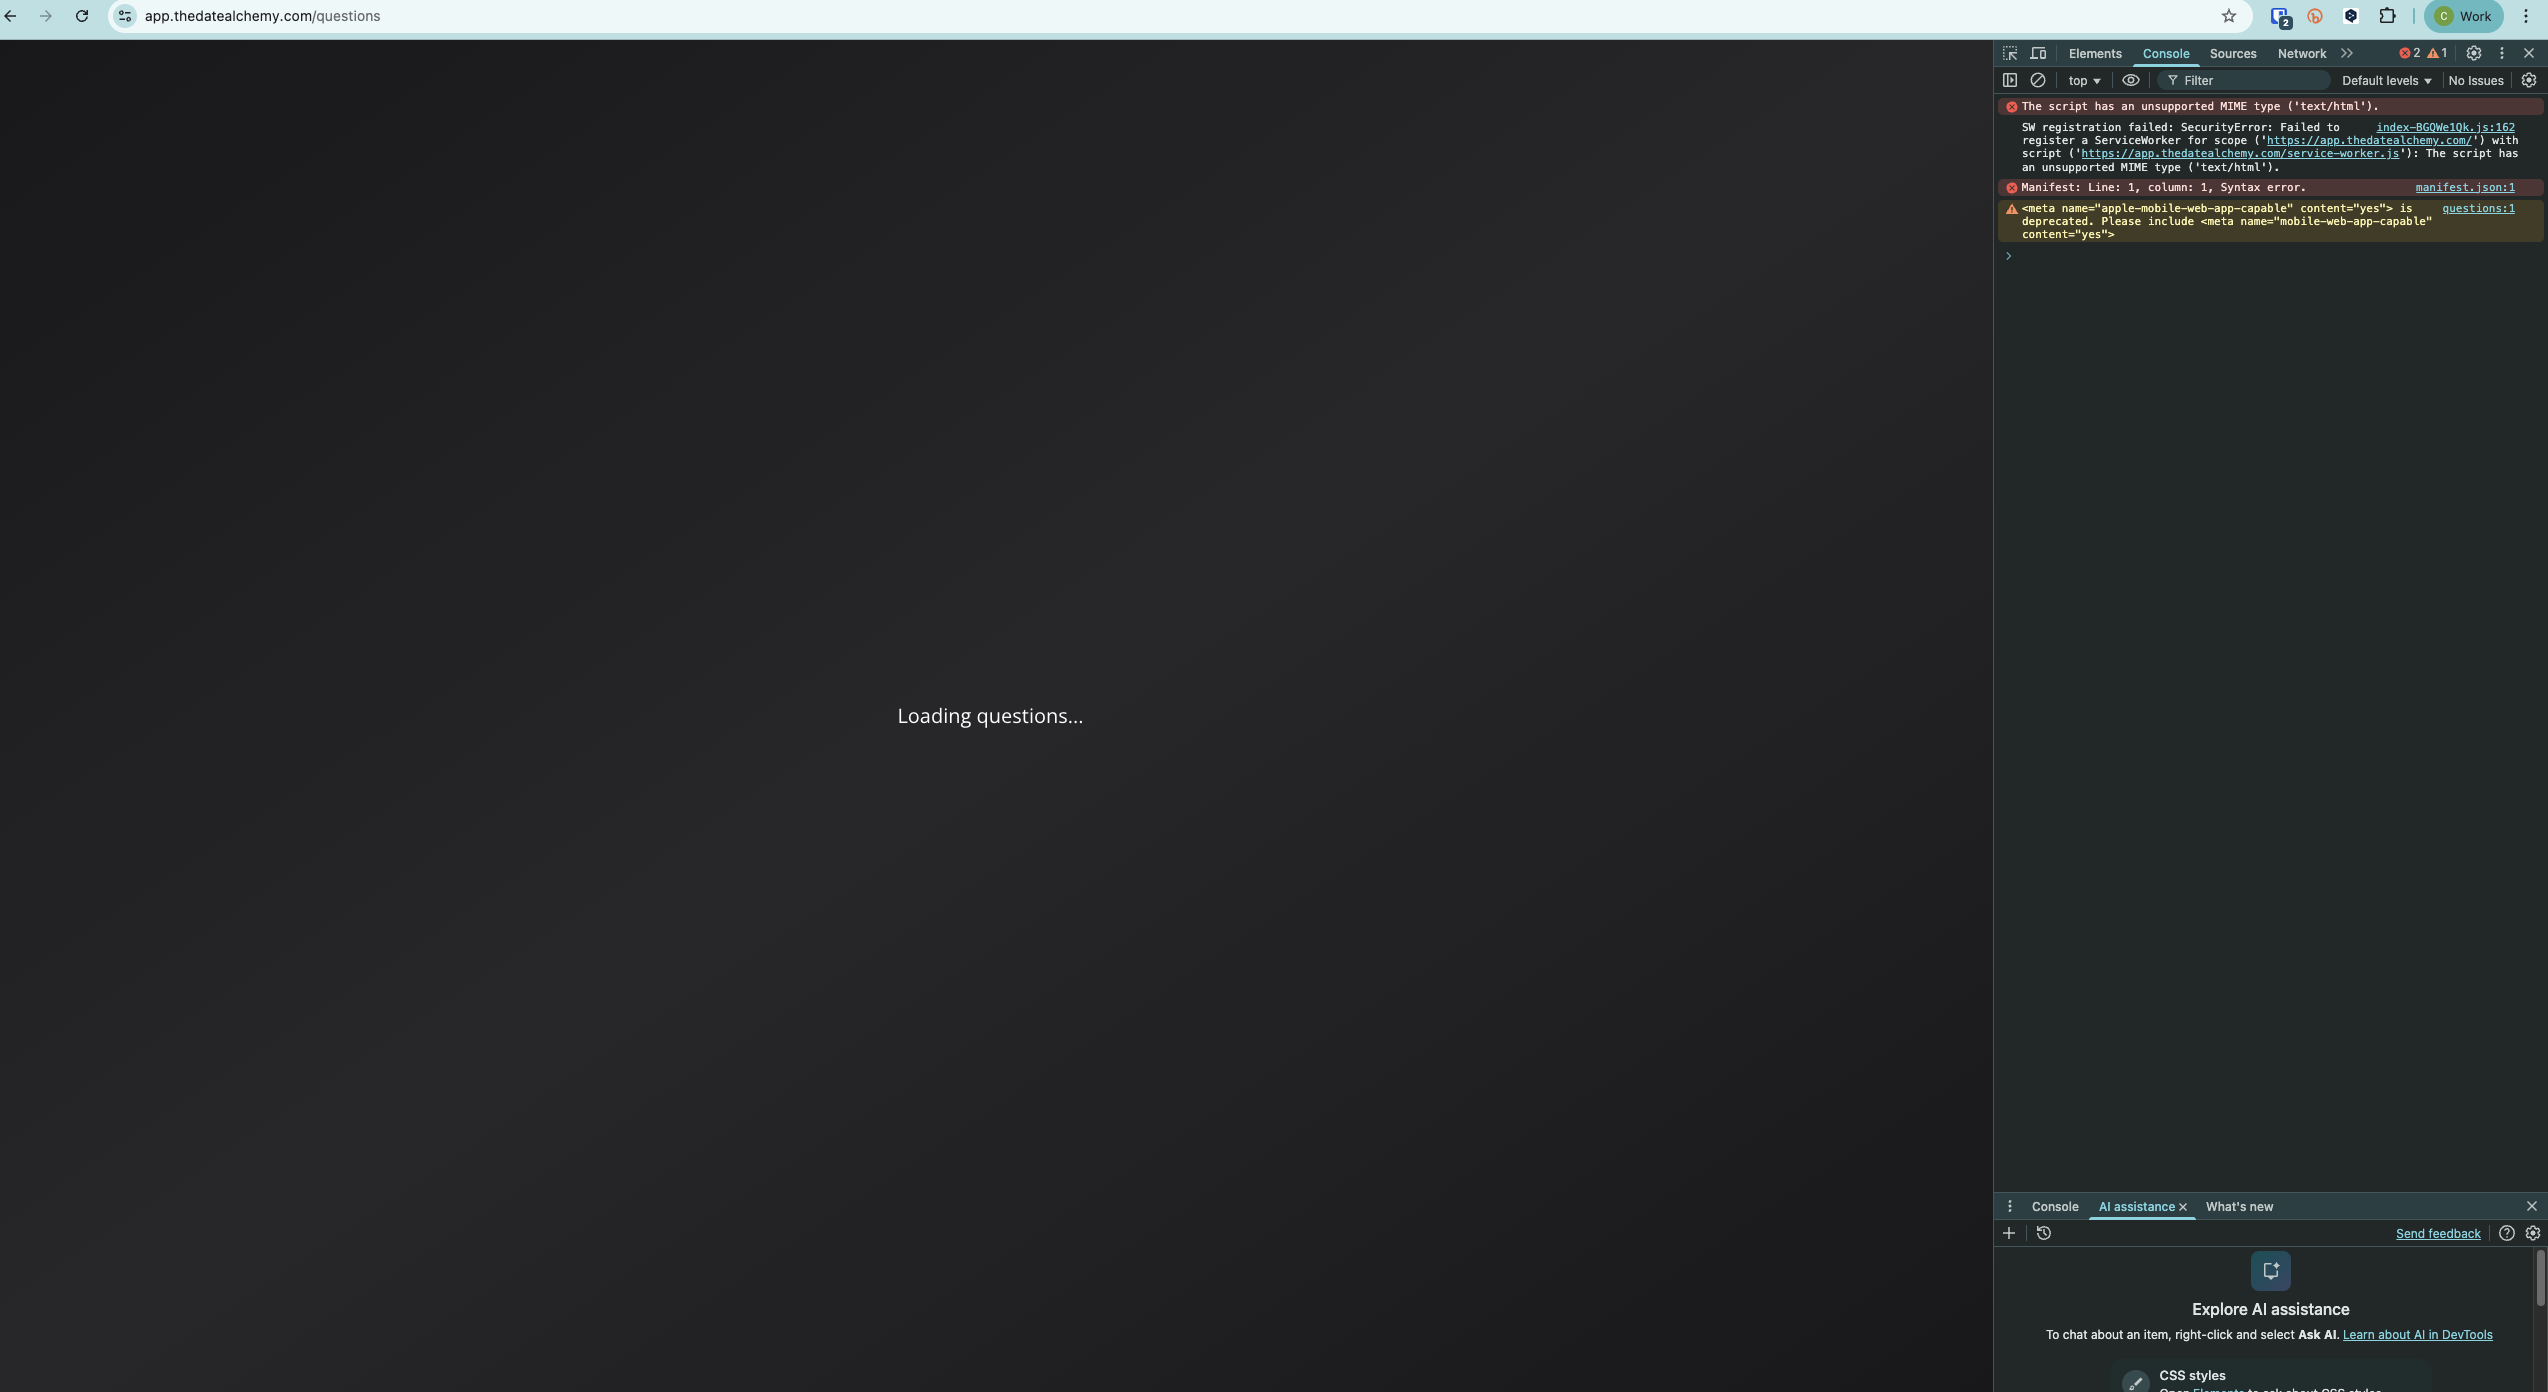 app.thedatealchemy.com/questions
2
C Work
Elements Console Sources Network 2 1
top Filter Default levels No Issues
The script has an unsupported MIME type ('text/html').
SW registration failed: SecurityError: Failed to index-BGQWe1Qk.js:162
register a ServiceWorker for scope ('https://app.thedatealchemy.com/') with
script ('https://app.thedatealchemy.com/service-worker.js'): The script has
an unsupported MIME type ('text/html').
Manifest: Line: 1, column: 1, Syntax error. manifest.json:1
<meta name="apple-mobile-web-app-capable" content="yes"> is questions:1
deprecated. Please include <meta name="mobile-web-app-capable"
content="yes">
Loading questions...
Console AI assistance What's new
Send feedback
Explore AI assistance
To chat about an item, right-click and select Ask AI. Learn about AI in DevTools
CSS styles